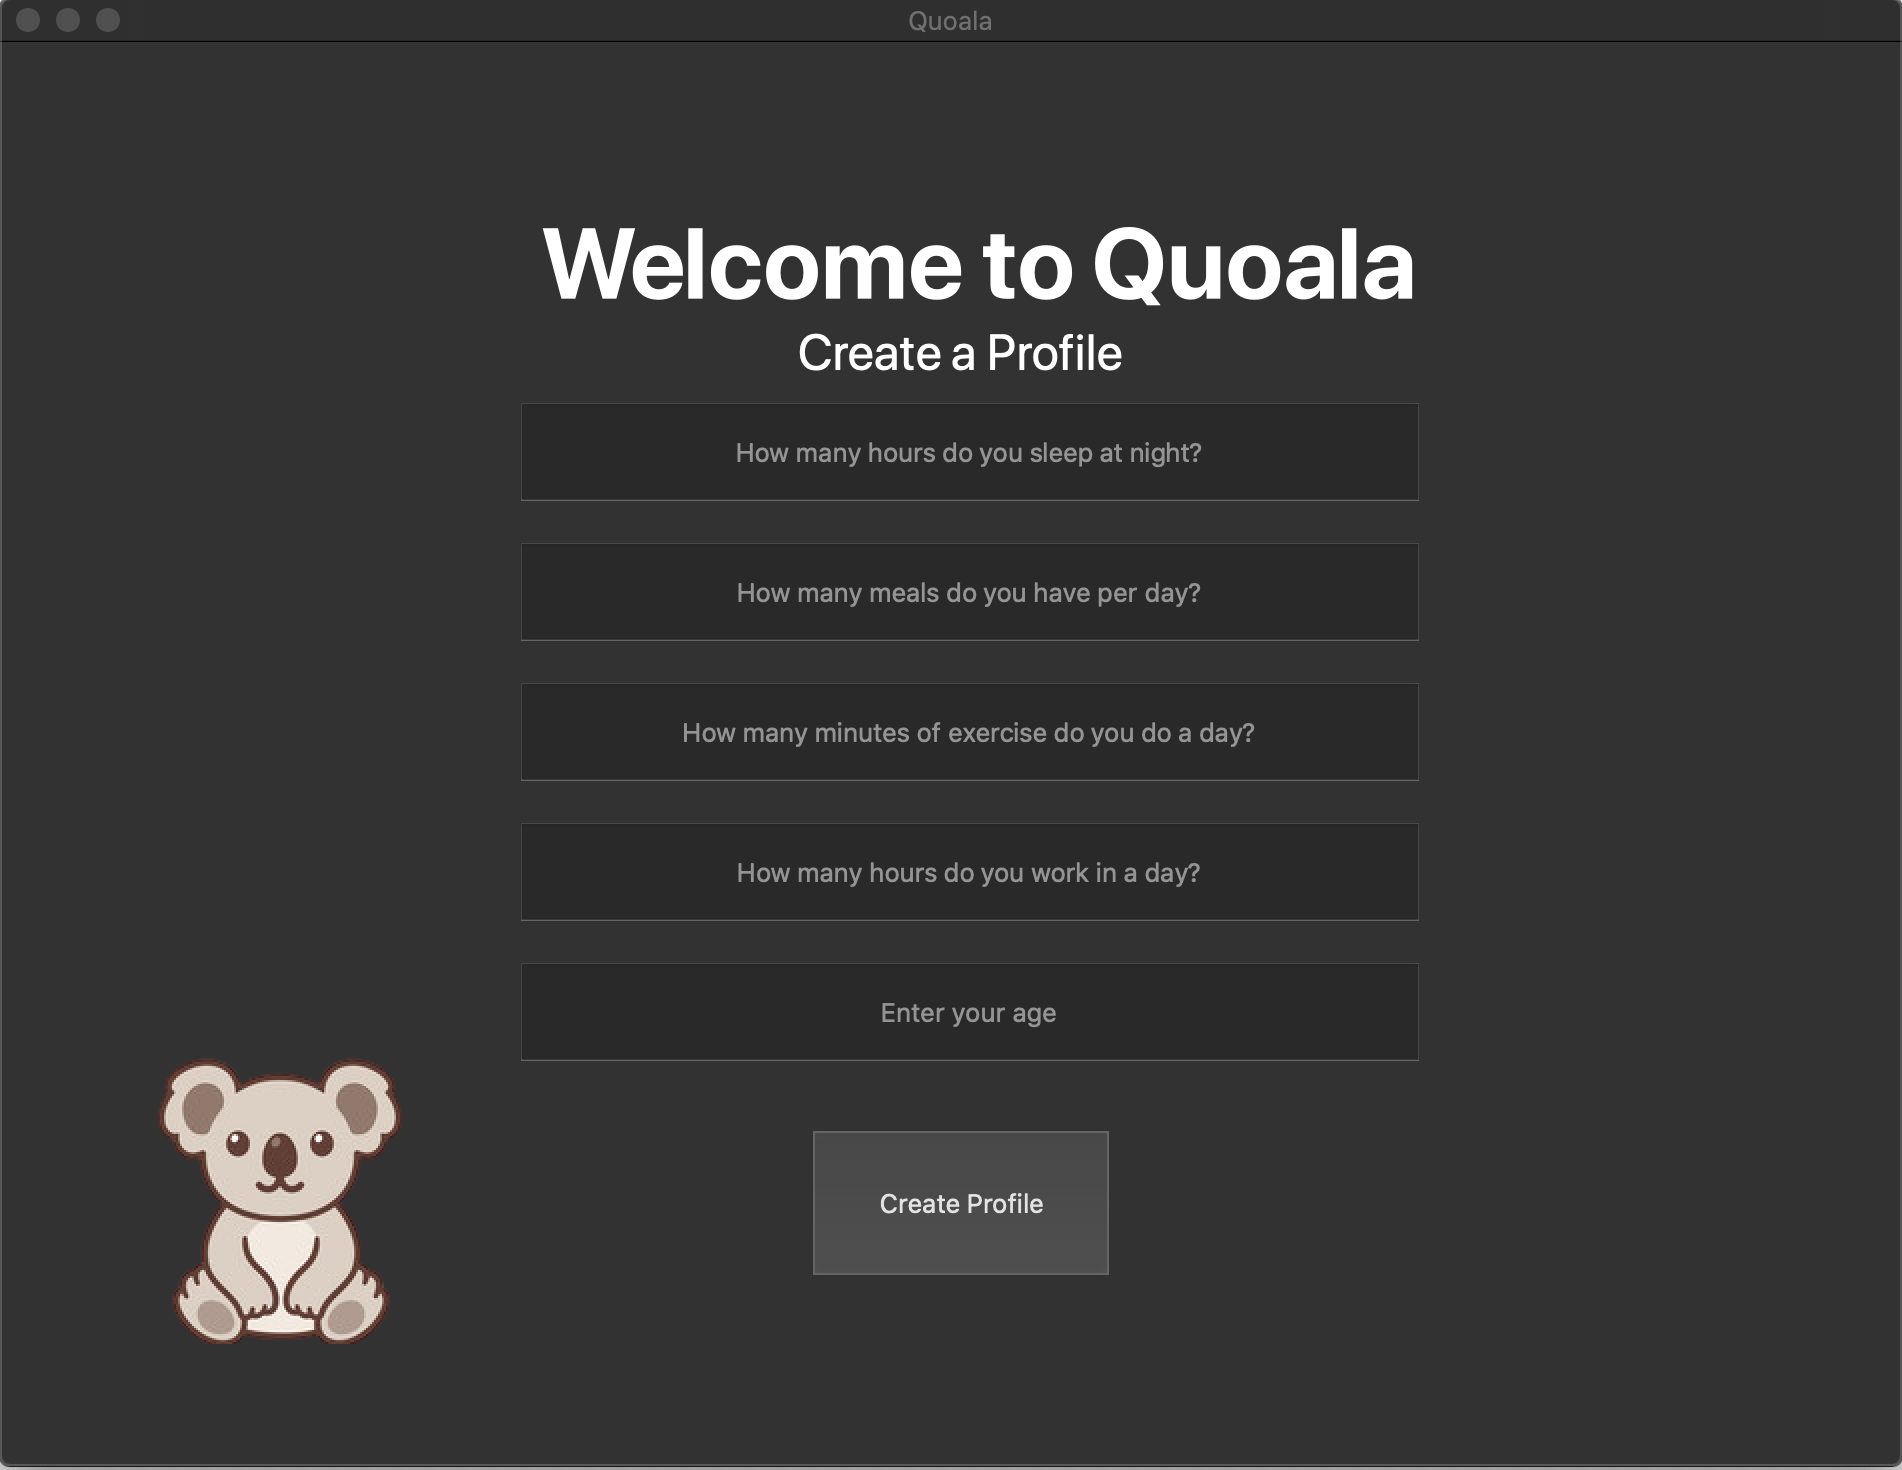 Quoala
Welcome to Quoala
Create a Profile
How many hours do you sleep at night?
How many meals do you have per day?
How many minutes of exercise do you do a day?
How many hours do you work in a day?
Enter your age
Create Profile